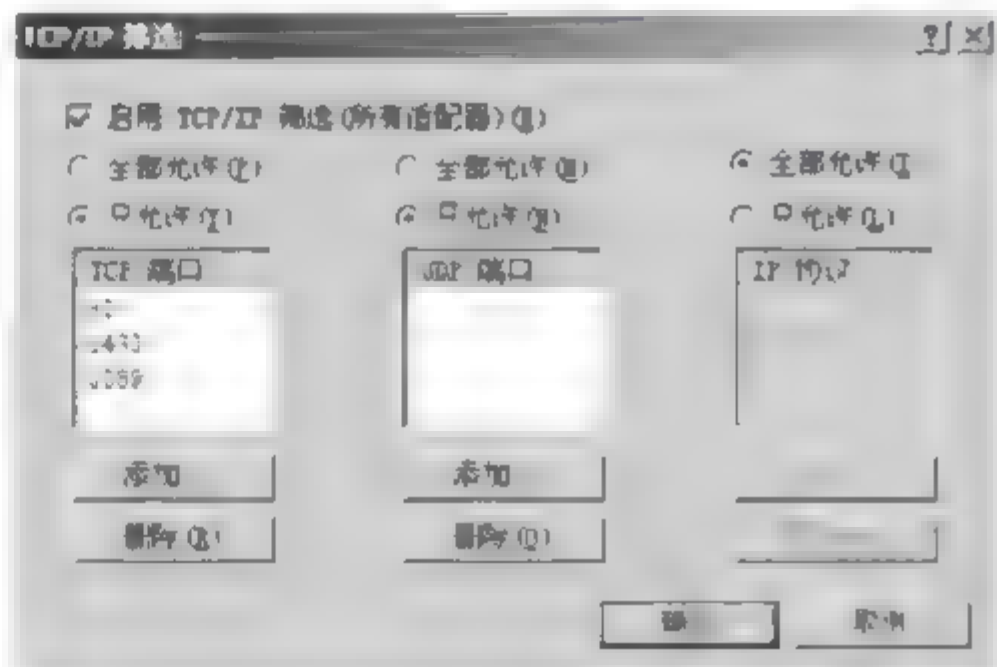 TCP/IP 筛选
启用 TCP/IP 筛选(所有适配器)(E)
全部允许(P) 全部允许(M) 全部允许(I
只允许(Y) 只允许(N) 只允许(L)
TCP 端口 UDP 端口 IP 协议
添加 添加
删除(R) 删除(O)
取消